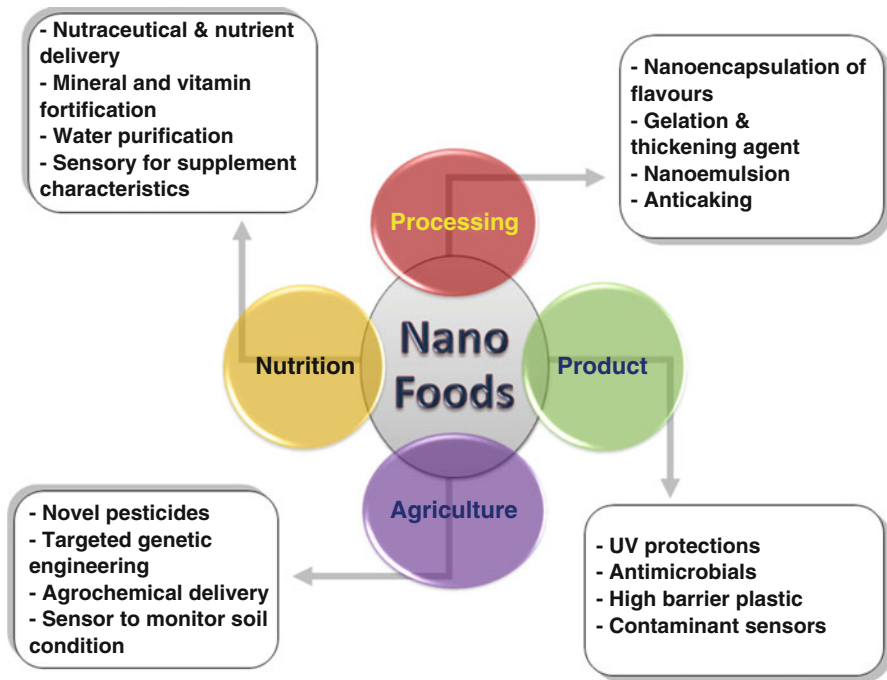 - Nutraceutical & nutrient
delivery
- Mineral and vitamin
fortification
- Water purification
- Sensory for supplement
characteristics
- Nanoencapsulation of
flavours
- Gelation &
thickening agent
- Nanoemulsion
- Anticaking
Processing
Nutrition
Nano
Foods
Product
Agriculture
- Novel pesticides
- Targeted genetic
engineering
- Agrochemical delivery
- Sensor to monitor soil
condition
- UV protections
- Antimicrobials
- High barrier plastic
- Contaminant sensors